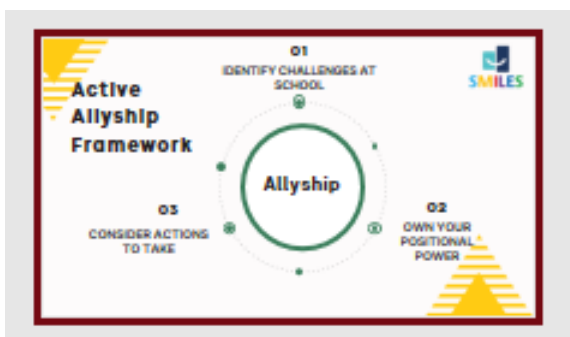 Active
Allyship
Framework
01
IDENTIFY CHALLENGES AT
SCHOOL
SMILES
Allyship
02
OWN YOUR
POSITIONAL
POWER
03
CONSIDER ACTIONS
TO TAKE